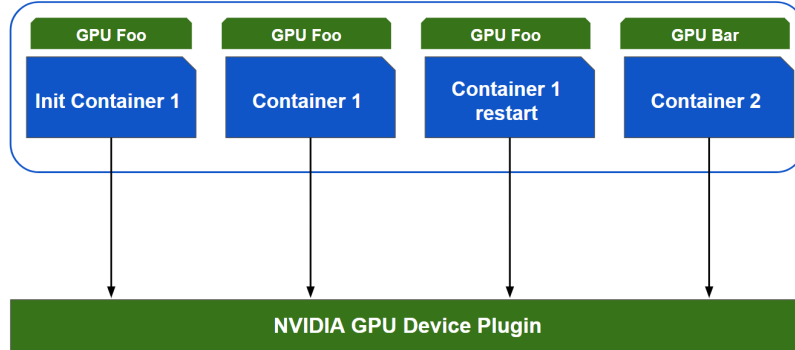 GPU Foo
GPU Foo
GPU Foo
GPU Bar
Init Container 1
Container 1
Container 1
restart
Container 2
NVIDIA GPU Device Plugin